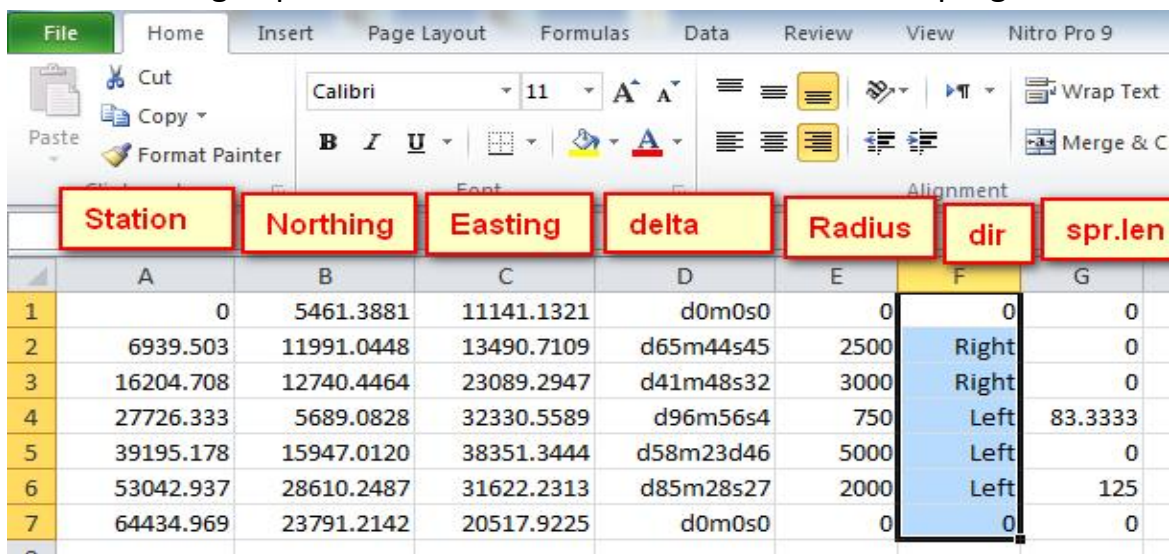 File Home Insert Page Layout Formulas Data Review View Nitro Pro 9
Cut
Calibri 11 A A Wrap Text
Copy
Paste
B I U A Merge & C
Format Painter
Font Alignment
Station Northing Easting delta Radius dir spr.len
A B C D E F G
1 0 5461.3881 11141.1321 d0m0s0 0 0 0
2 6939.503 11991.0448 13490.7109 d65m44s45 2500 Right 0
3 16204.708 12740.4464 23089.2947 d41m48s32 3000 Right 0
4 27726.333 5689.0828 32330.5589 d96m56s4 750 Left 83.3333
5 39195.178 15947.0120 38351.3444 d58m23d46 5000 Left 0
6 53042.937 28610.2487 31622.2313 d85m28s27 2000 Left 125
7 64434.969 23791.2142 20517.9225 d0m0s0 0 0 0